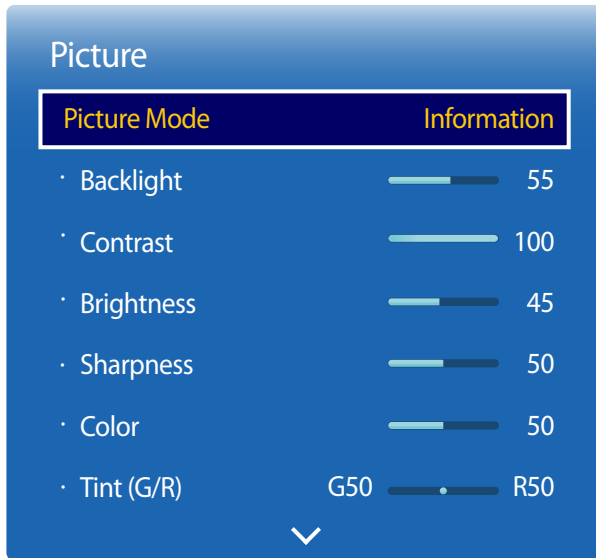 Picture
Picture Mode Information
· Backlight 55
· Contrast 100
· Brightness 45
· Sharpness 50
· Color 50
· Tint (G/R) G50 R50